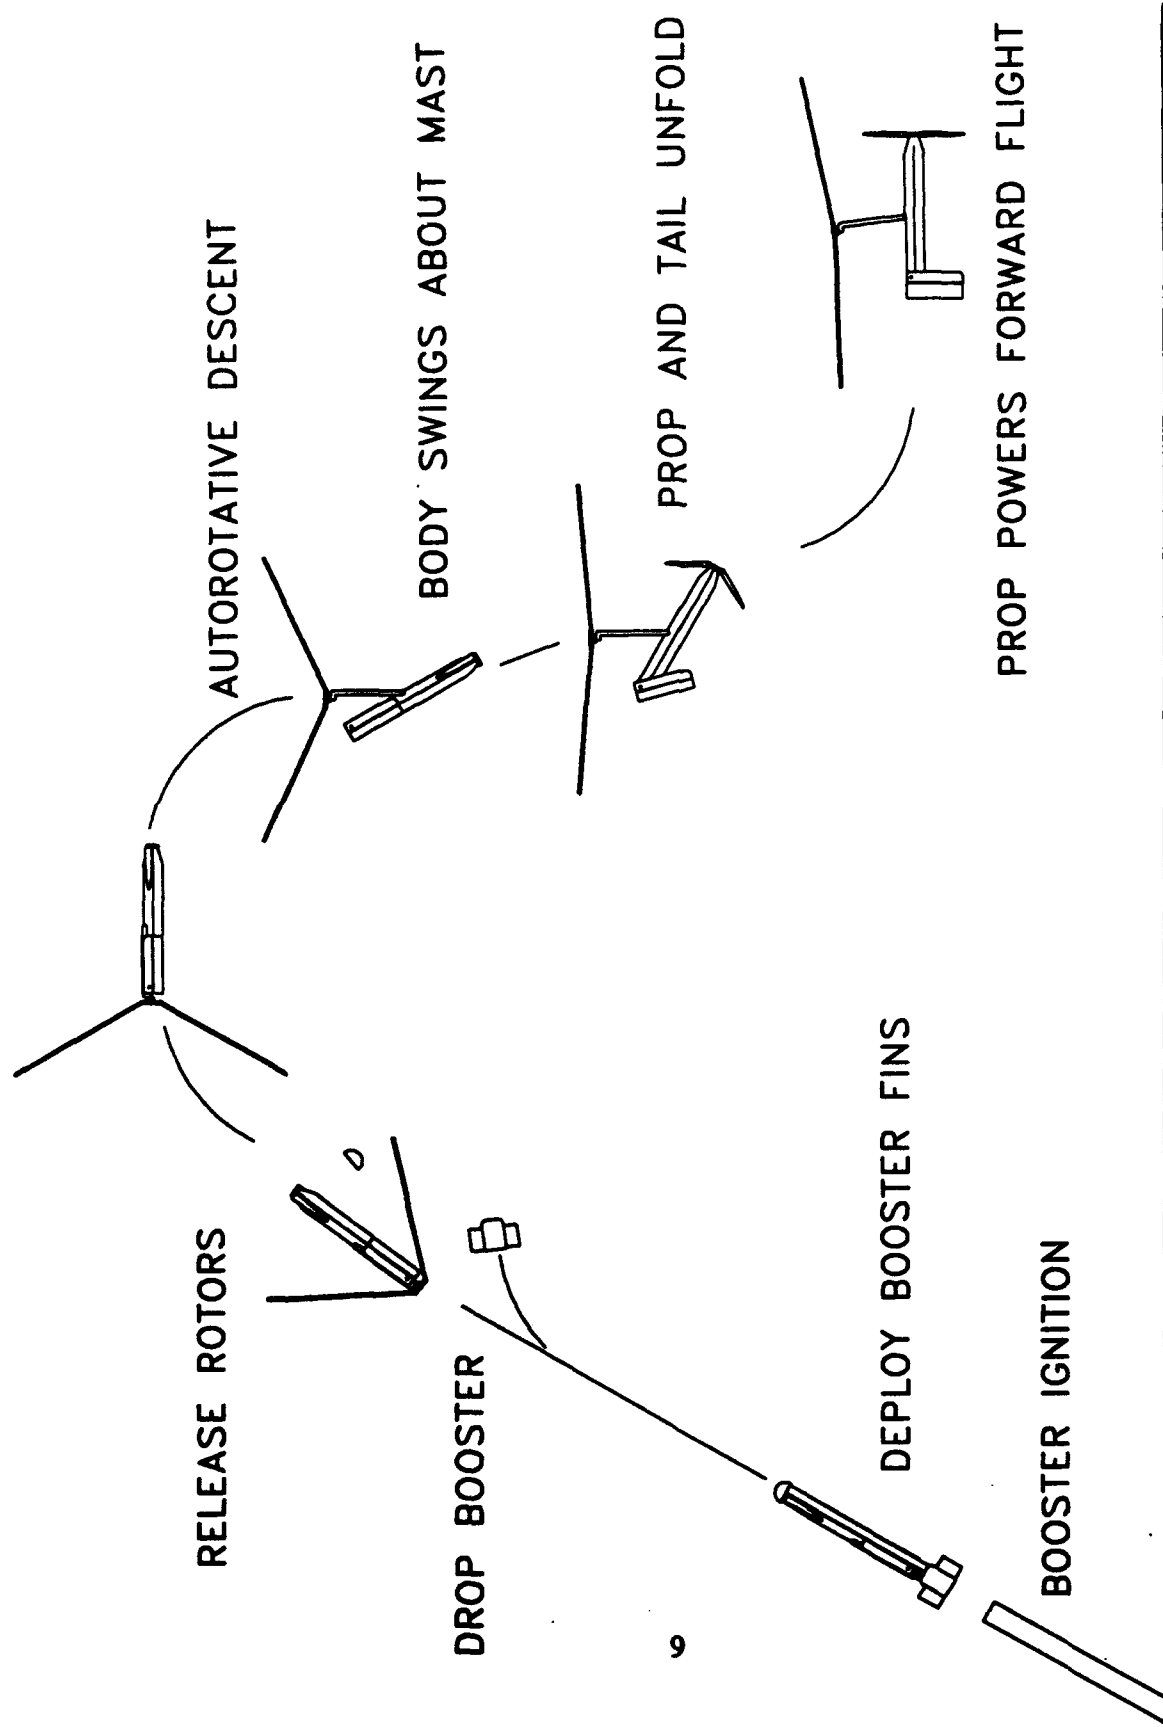 BOOSTER IGNITION
DEPLOY BOOSTER FINS
DROP BOOSTER
RELEASE ROTORS
AUTOROTATIVE DESCENT
BODY SWINGS ABOUT MAST
PROP AND TAIL UNFOLD
PROP POWERS FORWARD FLIGHT
9